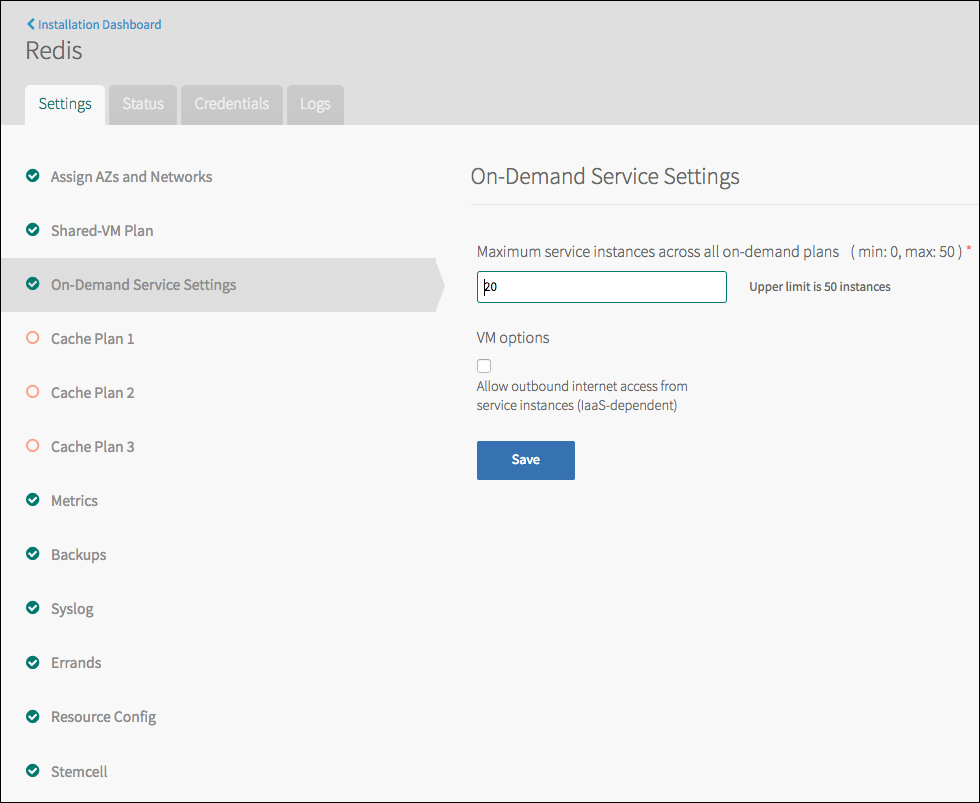 Installation Dashboard
Redis
Settings
Status
Credentials
Logs
Assign AZs and Networks
Shared-VM Plan
On-Demand Service Settings
Cache Plan 1
Cache Plan 2
Cache Plan 3
Metrics
Backups
Syslog
Errands
Resource Config
Stemcell
On-Demand Service Settings
Maximum service instances across all on-demand plans ( min: 0, max: 50 ) *
20
Upper limit is 50 instances
VM options
Allow outbound internet access from
service instances (IaaS-dependent)
Save